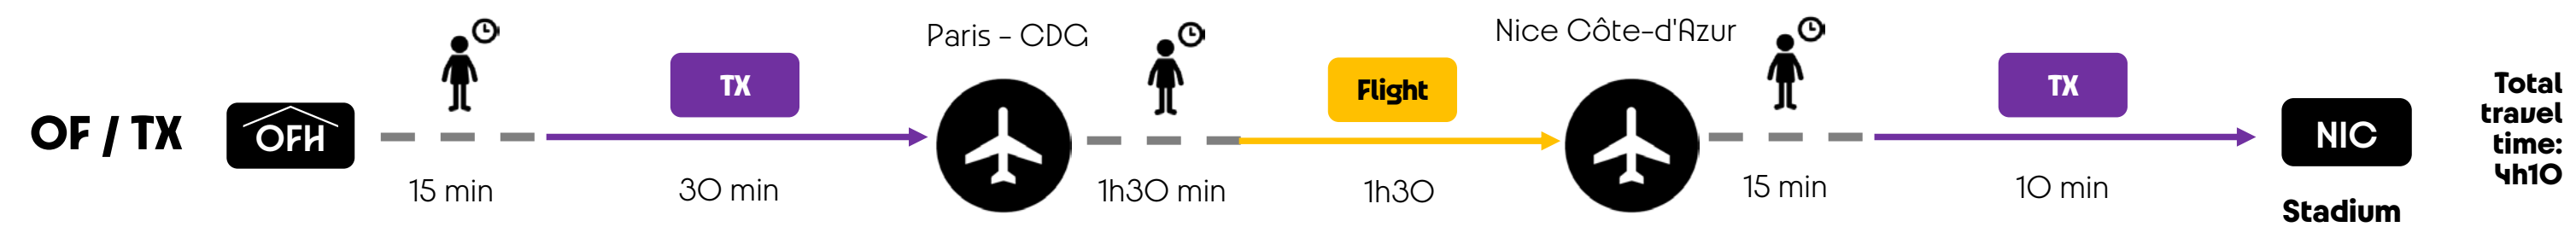 OF / TX
OFH
15 min
TX
30 min
Paris - CDG
1h30 min
Flight
1h30
Nice Côte-d'Azur
15 min
TX
10 min
NIC
Stadium
Total
travel
time:
4h10